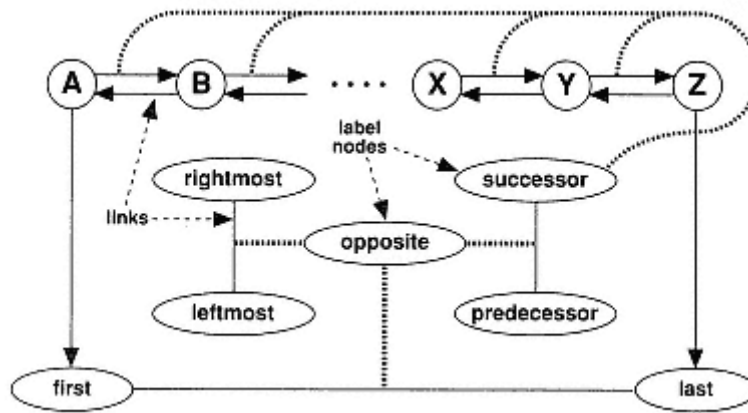 A B .... X Y Z
label
nodes
rightmost
successor
links
opposite
leftmost
predecessor
first
last